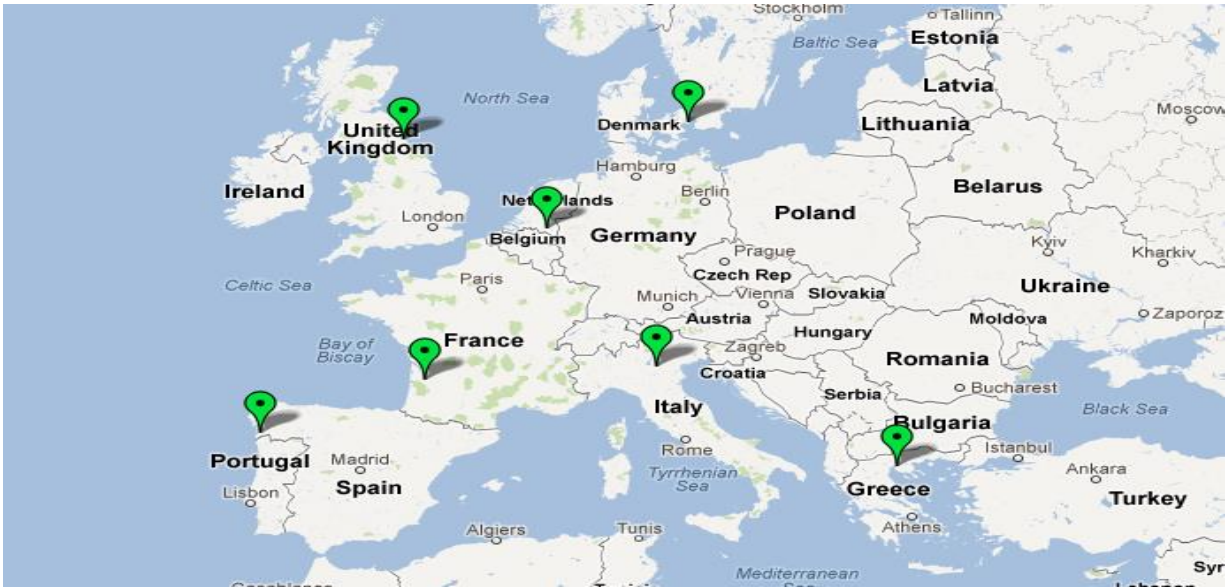 Stockholm
Tallinn
Estonia
Baltic Sea
Latvia
North Sea
Moscow
Denmark
Lithuania
United
Kingdom
Hamburg
Ireland
Berlin
Belarus
Netherlands
London
Poland
Belgium
Germany
Kyiv
Prague
Kharkiv
Czech Rep
Celtic Sea
Paris
Ukraine
Munich
Vienna
Slovakia
Austria
Moldova
Zaporoz
Hungary
Bay of
Biscay
France
Zagreb
Romania
Croatia
Bucharest
Serbia
Italy
Black Sea
Bulgaria
Rome
Istanbul
Portugal
Madrid
Tyrrhenian
Sea
Ankara
Spain
Greece
Lisbon
Turkey
Athens
Algiers
Tunis
Syr
Mediterranean